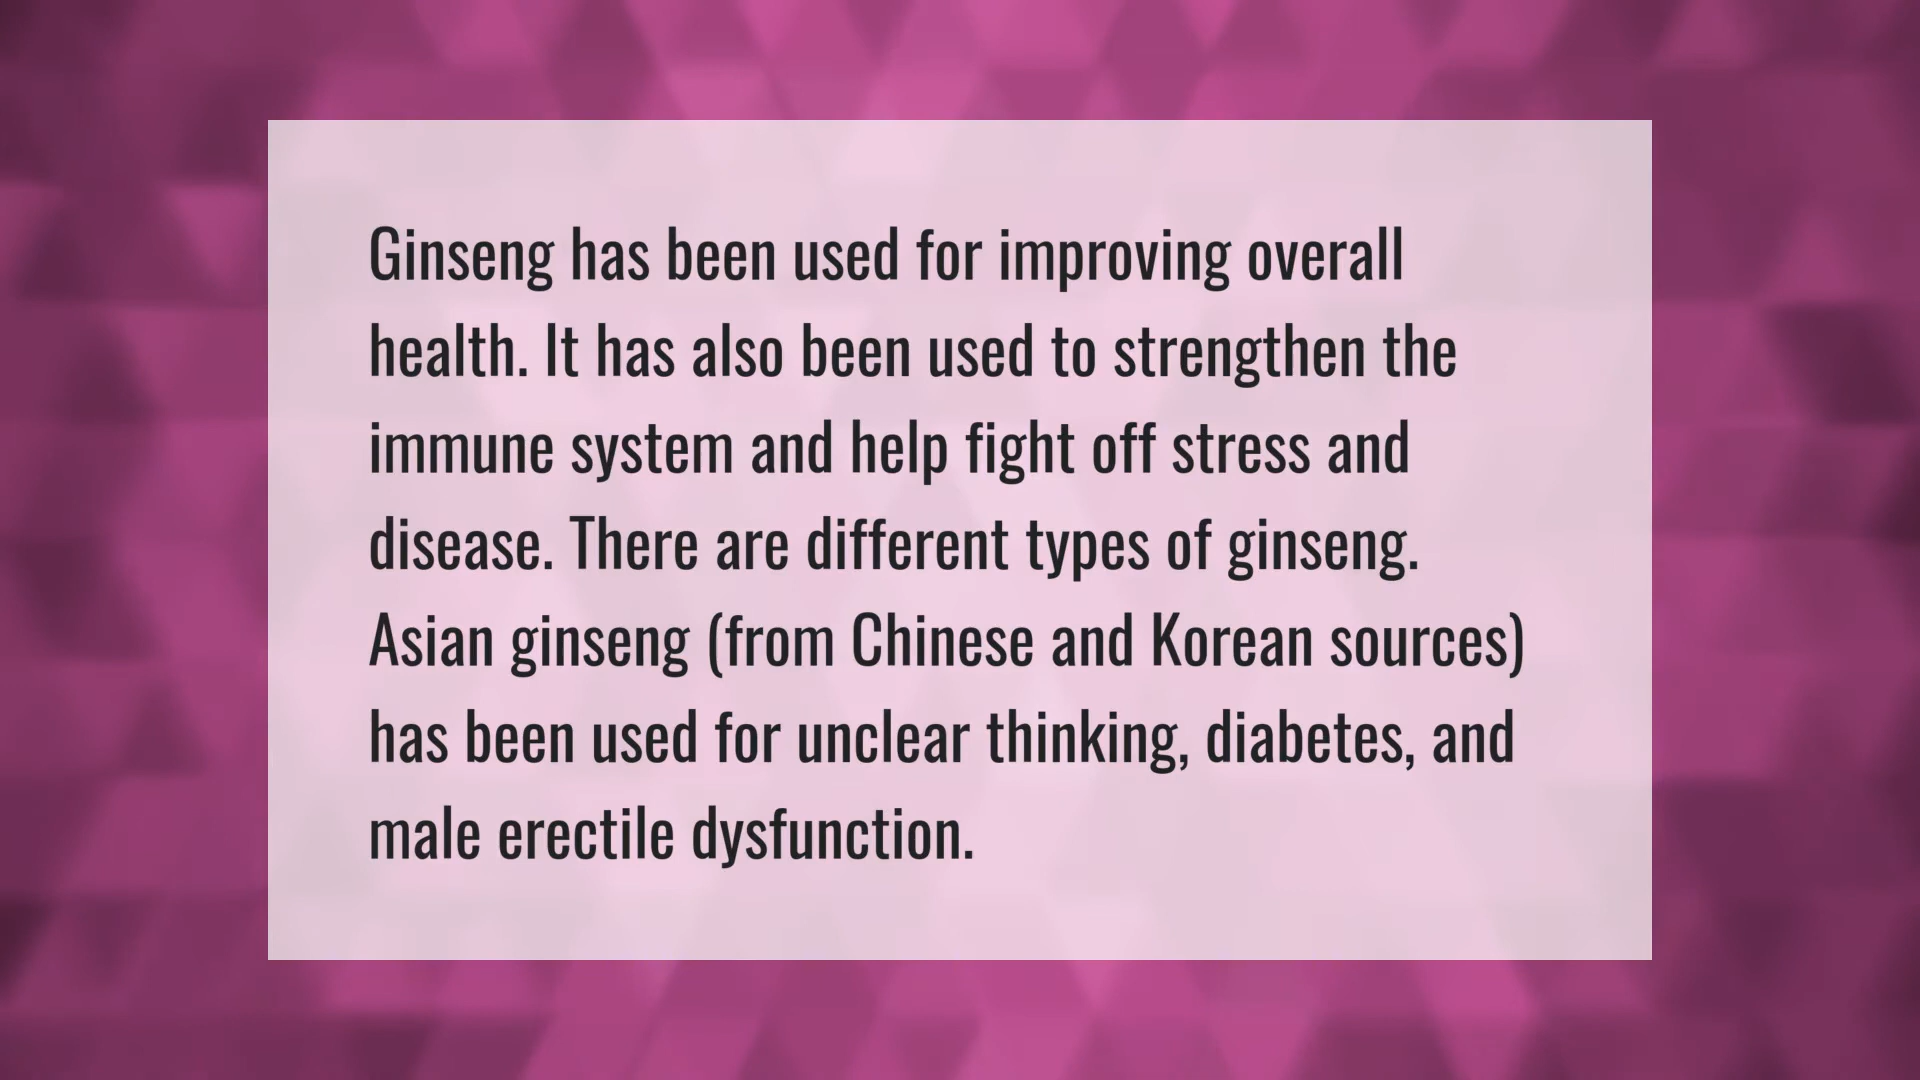 Ginseng has been used for improving overall
health. It has also been used to strengthen the
immune system and help fight off stress and
disease. There are different types of ginseng.
Asian ginseng (from Chinese and Korean sources)
has been used for unclear thinking, diabetes, and
male erectile dysfunction.